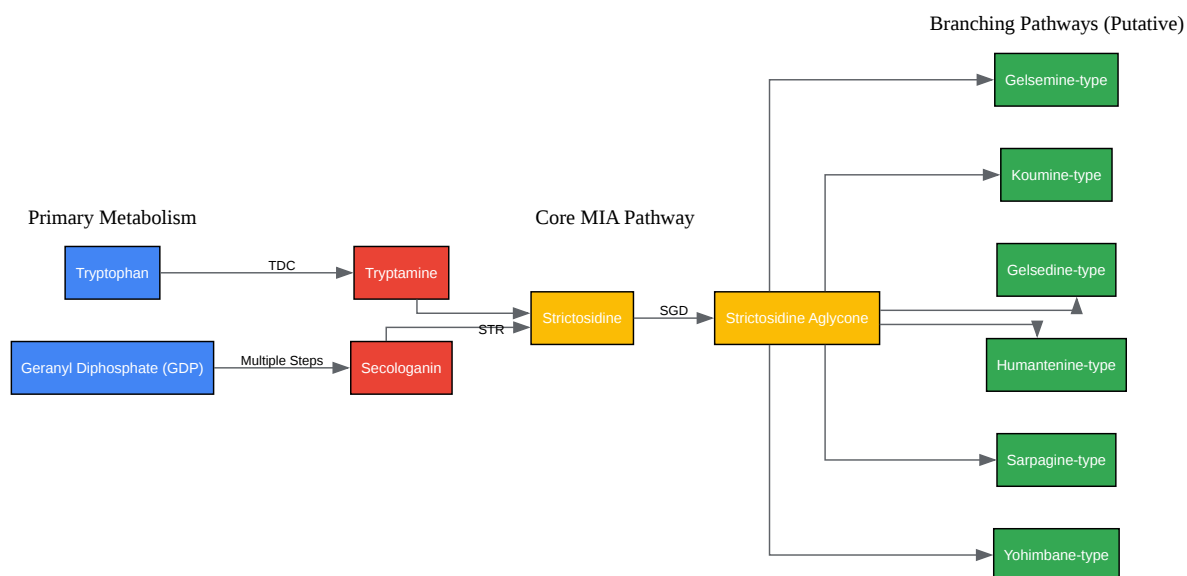 Branching Pathways (Putative)
Gelsemine-type
Koumine-type
Primary Metabolism
Core MIA Pathway
Tryptophan
TDC
Tryptamine
Gelsedine-type
Strictosidine
SGD
Strictosidine Aglycone
STR
Geranyl Diphosphate (GDP)
Multiple Steps
Secologanin
Humantenine-type
Sarpagine-type
Yohimbane-type